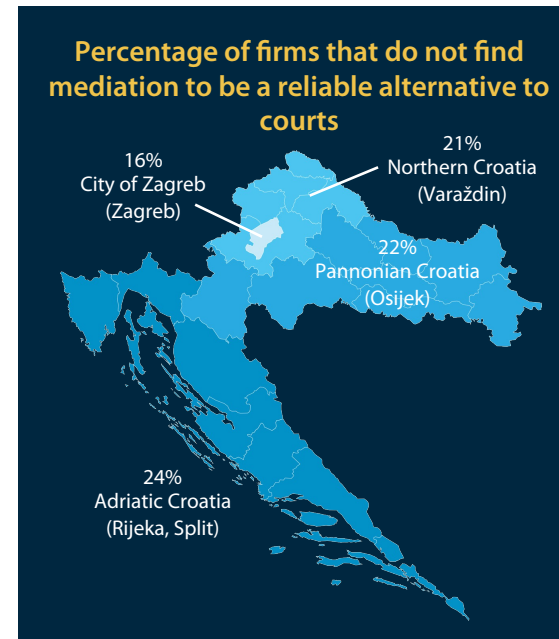 Percentage of firms that do not find
mediation to be a reliable alternative to
courts
16%
City of Zagreb
(Zagreb)
21%
Northern Croatia
(Varaždin)
22%
Pannonian Croatia
(Osijek)
24%
Adriatic Croatia
(Rijeka, Split)